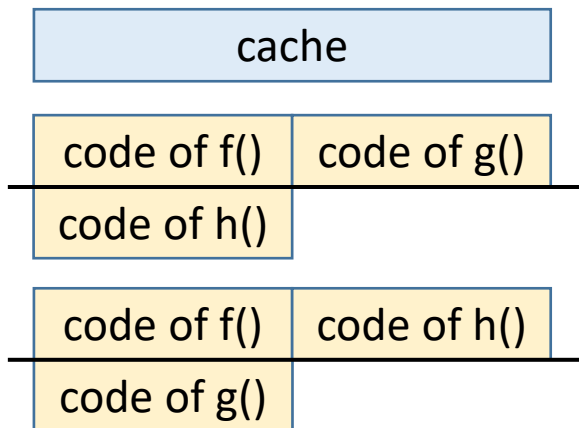 cache
code of f() code of g()
code of h()
code of f() code of h()
code of g()